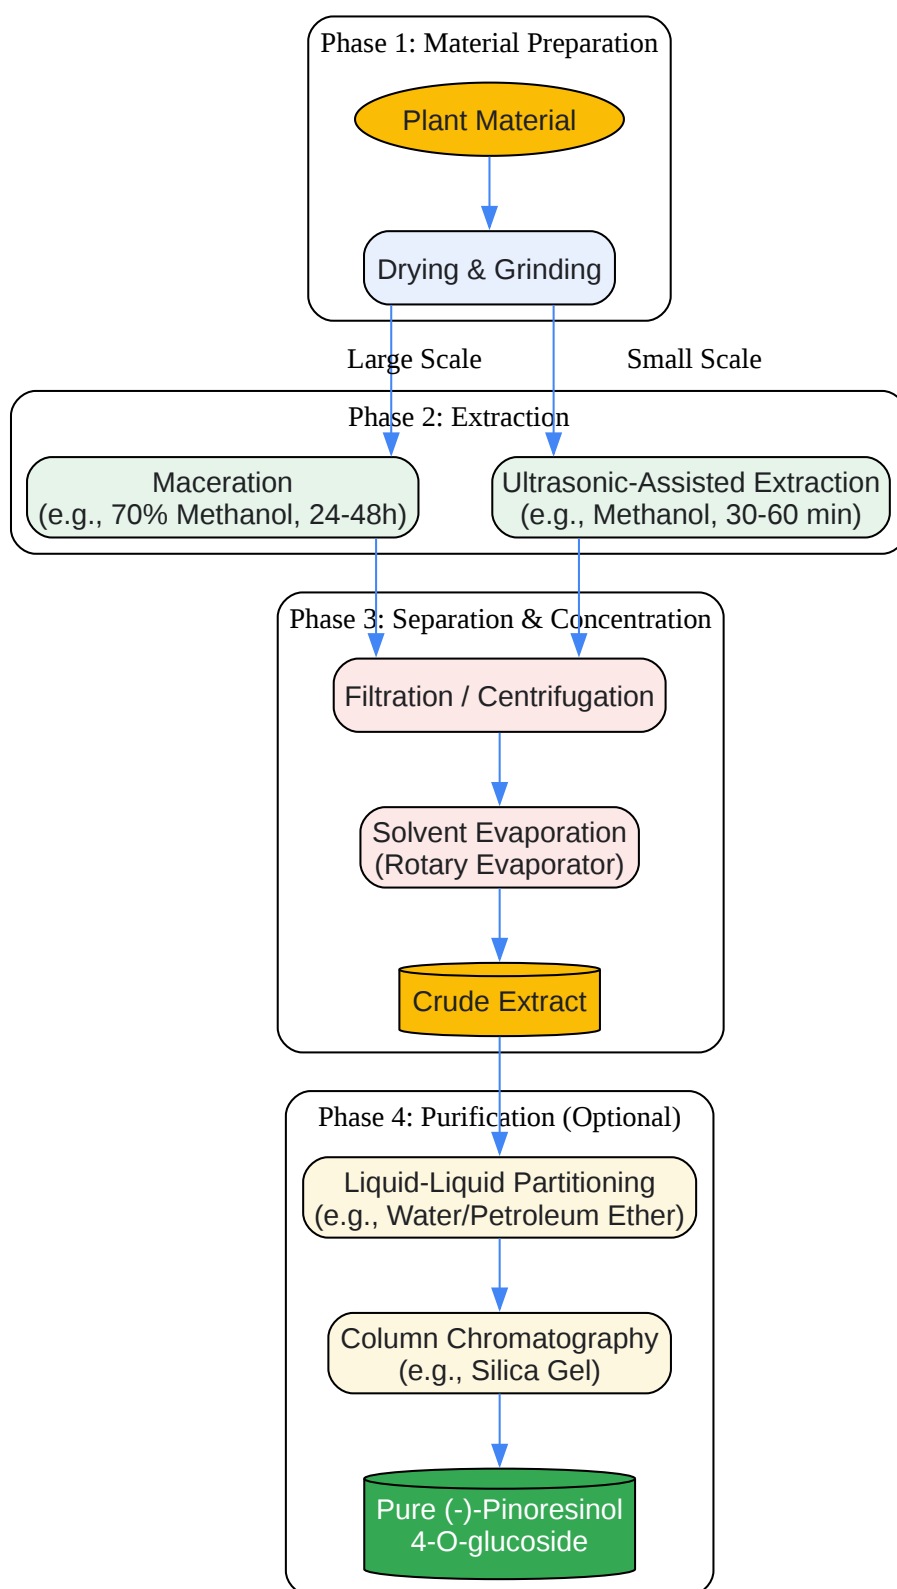 Phase 1: Material Preparation
Plant Material
Drying & Grinding
Large Scale
Small Scale
Phase 2: Extraction
Maceration
(e.g., 70% Methanol, 24-48h)
Ultrasonic-Assisted Extraction
(e.g., Methanol, 30-60 min)
Phase 3: Separation & Concentration
Filtration / Centrifugation
Solvent Evaporation
(Rotary Evaporator)
Crude Extract
Phase 4: Purification (Optional)
Liquid-Liquid Partitioning
(e.g., Water/Petroleum Ether)
Column Chromatography
(e.g., Silica Gel)
Pure (-)-Pinoresinol
4-O-glucoside